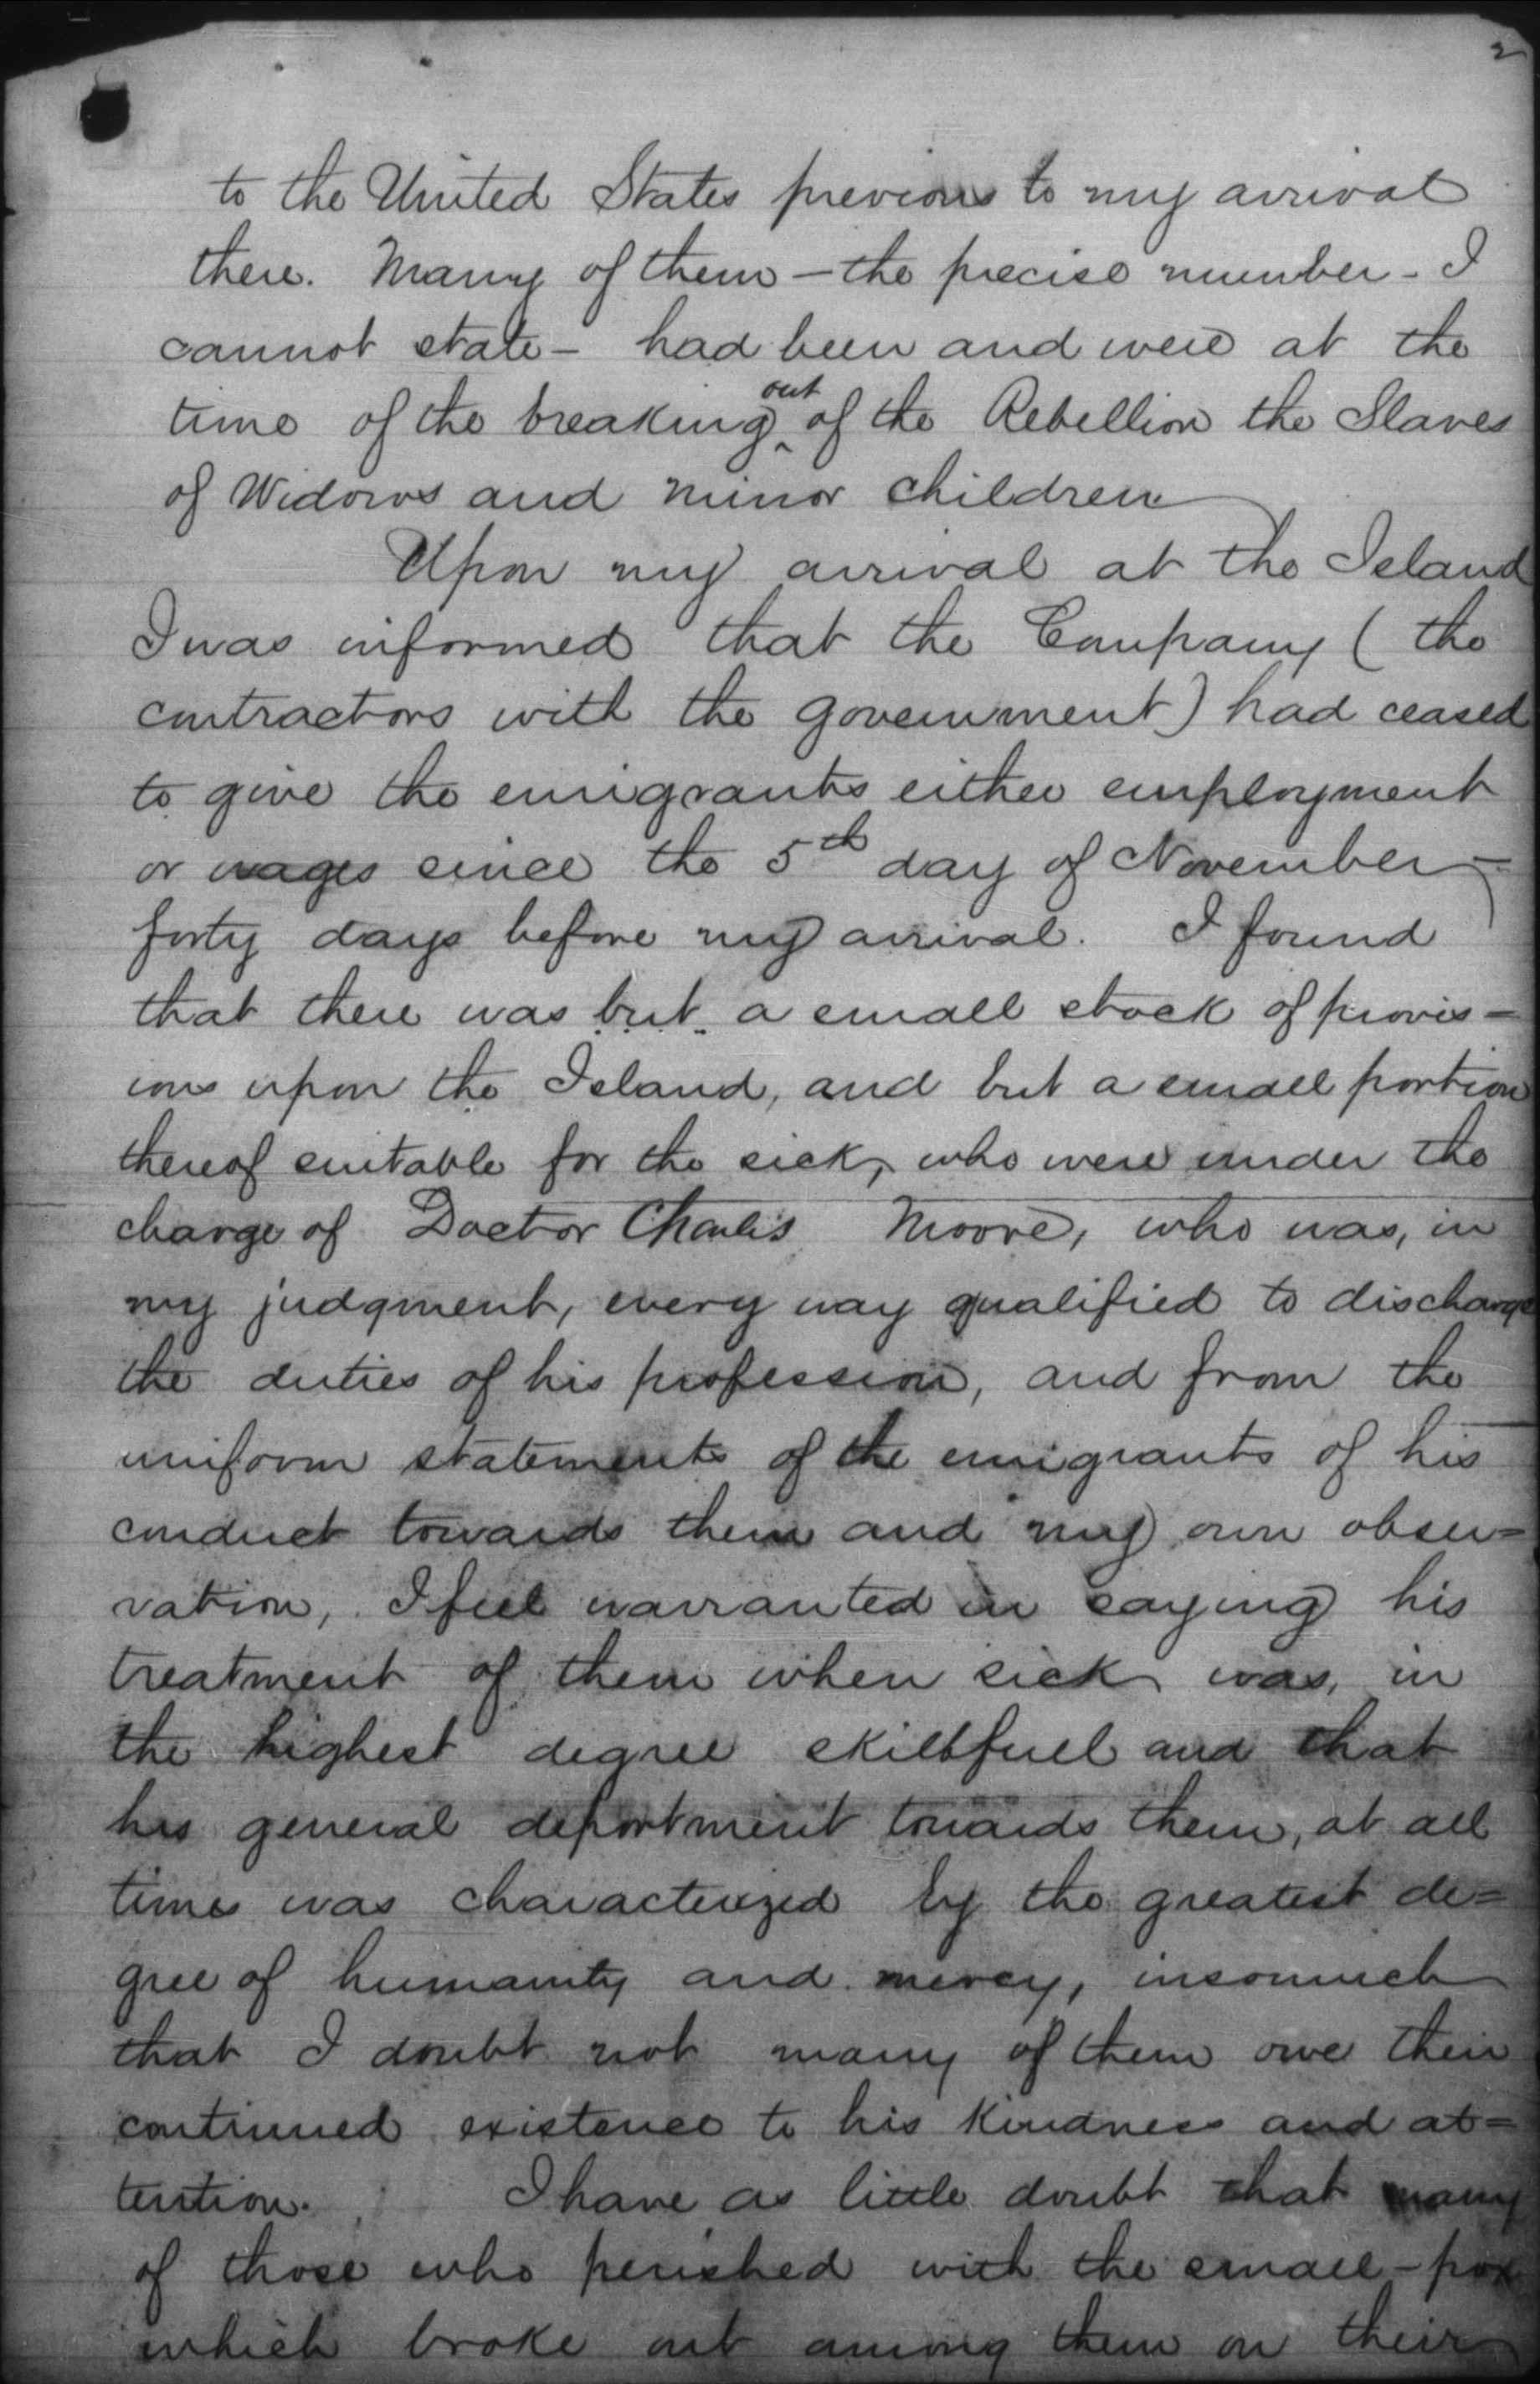 2
to the United States previous to my arrival
there. Many of them – the precise number – I
cannot state – had been and were at the
time of the breaking out of the Rebellion the Slaves
of Widows and minor children
Upon my arrival at the Island
I was informed that the Company ( the
contractors with the government ) had ceased
to give the emigrants either employment
or wages since the 5th day of November –
forty days before my arrival. I found
that there was but a small stock of provis=
ions upon the Island, and but a small portion
thereof suitable for the sick, who were under the
charge of Doctor Charles Moore, who was, in
my judgment, every way qualified to discharge
the duties of his profession, and from the
uniform statements of the emigrants of his
conduct towards them and my own obser=
vation, I feel warranted in saying his
treatment of them when sick was, in
the highest degree skillfull and that
his general deportment towards them, at all
times was characterized by the greatest de=
gree of humanity and mercy, insomuch
that I doubt not many of them owe their
continued existence to his kindness and at=
tention. I have as little doubt that many
of those who perished with the small-pox
which broke out among them on their